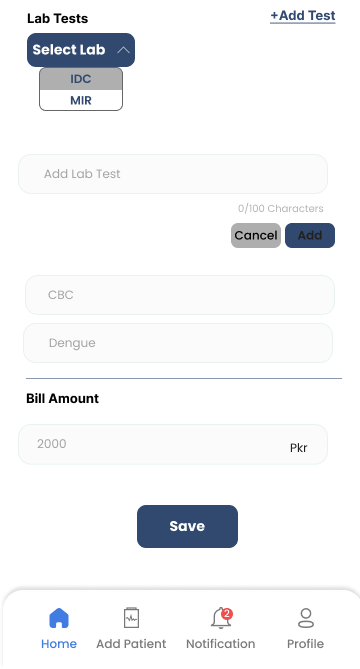 Lab Tests +Add Test
Select Lab
IDC
MIR
Add Lab Test
0/100 Characters
Cancel Add
CBC
Dengue
Bill Amount
2000 Pkr
Save
2
Home Add Patient Notification Profile